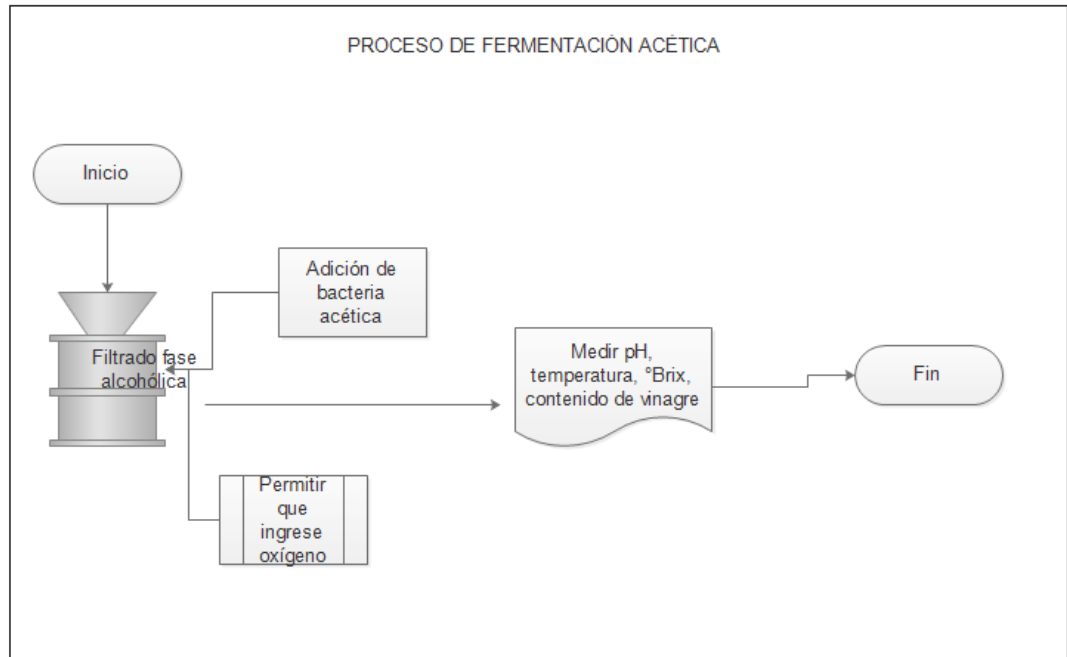 PROCESO DE FERMENTACIÓN ACÉTICA
Inicio
Adición de
bacteria
acética
Filtrado fase
alcohólica
Medir pH,
temperatura, °Brix,
contenido de vinagre
Fin
Permitir
que
ingrese
oxígeno